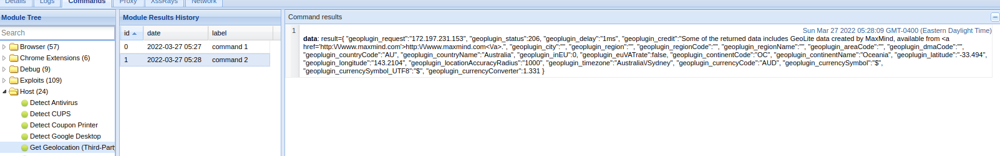 Details Logs Commands Proxy XssRays Network
Module Tree
Search
Browser (57)
Chrome Extensions (6)
Debug (9)
Exploits (109)
Host (24)
Detect Antivirus
Detect CUPS
Detect Coupon Printer
Detect Google Desktop
Get Geolocation (Third-Part
Module Results History
id date label
0 2022-03-27 05:27 command 1
1 2022-03-27 05:28 command 2
Command results
1
Sun Mar 27 2022 05:28:09 GMT-0400 (Eastern Daylight Time)
data: result={ "geoplugin_request":"172.197.231.153", "geoplugin_status":206, "geoplugin_delay":"1ms", "geoplugin_credit":"Some of the returned data includes GeoLite data created by MaxMind, available from <a
href='http:\/\/www.maxmind.com'>http:\/\/www.maxmind.com<\/a>.", "geoplugin_city":"", "geoplugin_region":"", "geoplugin_regionCode":"", "geoplugin_regionName":"", "geoplugin_areaCode":"", "geoplugin_dmaCode":"",
"geoplugin_countryCode":"AU", "geoplugin_countryName":"Australia", "geoplugin_inEU":0, "geoplugin_euVATrate":false, "geoplugin_continentCode":"OC", "geoplugin_continentName":"Oceania", "geoplugin_latitude":"-33.494",
"geoplugin_longitude":"143.2104", "geoplugin_locationAccuracyRadius":"1000", "geoplugin_timezone":"Australia\/Sydney", "geoplugin_currencyCode":"AUD", "geoplugin_currencySymbol":"$",
"geoplugin_currencySymbol_UTF8":"$", "geoplugin_currencyConverter":1.331 }